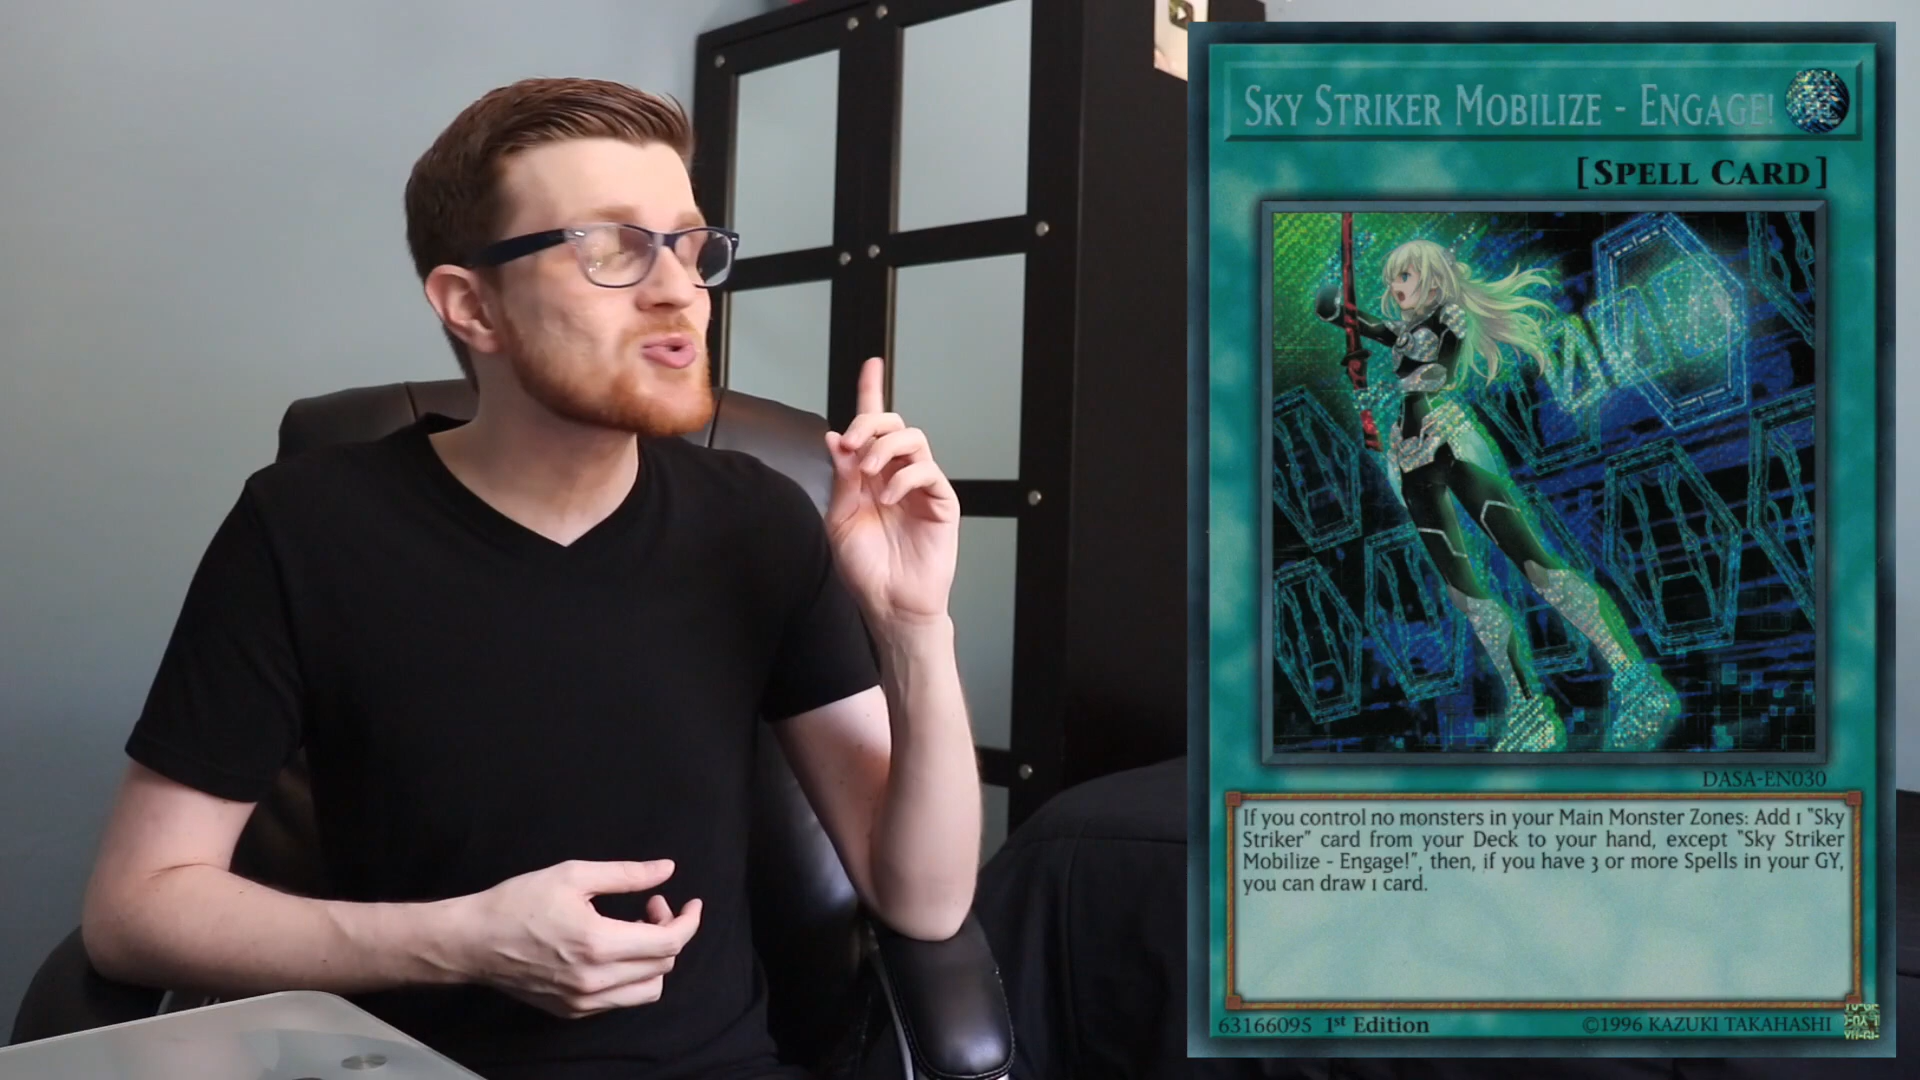 SKY STRIKER MOBILIZE - ENGAGE!
[SPELL CARD]
DASA-EN030
If you control no monsters in your Main Monster Zones: Add 1 "Sky
Striker" card from your Deck to your hand, except "Sky Striker
Mobilize - Engage!", then, if you have 3 or more Spells in your GY,
you can draw 1 card.
63166095 1st Edition ©1996 KAZUKI TAKAHASHI